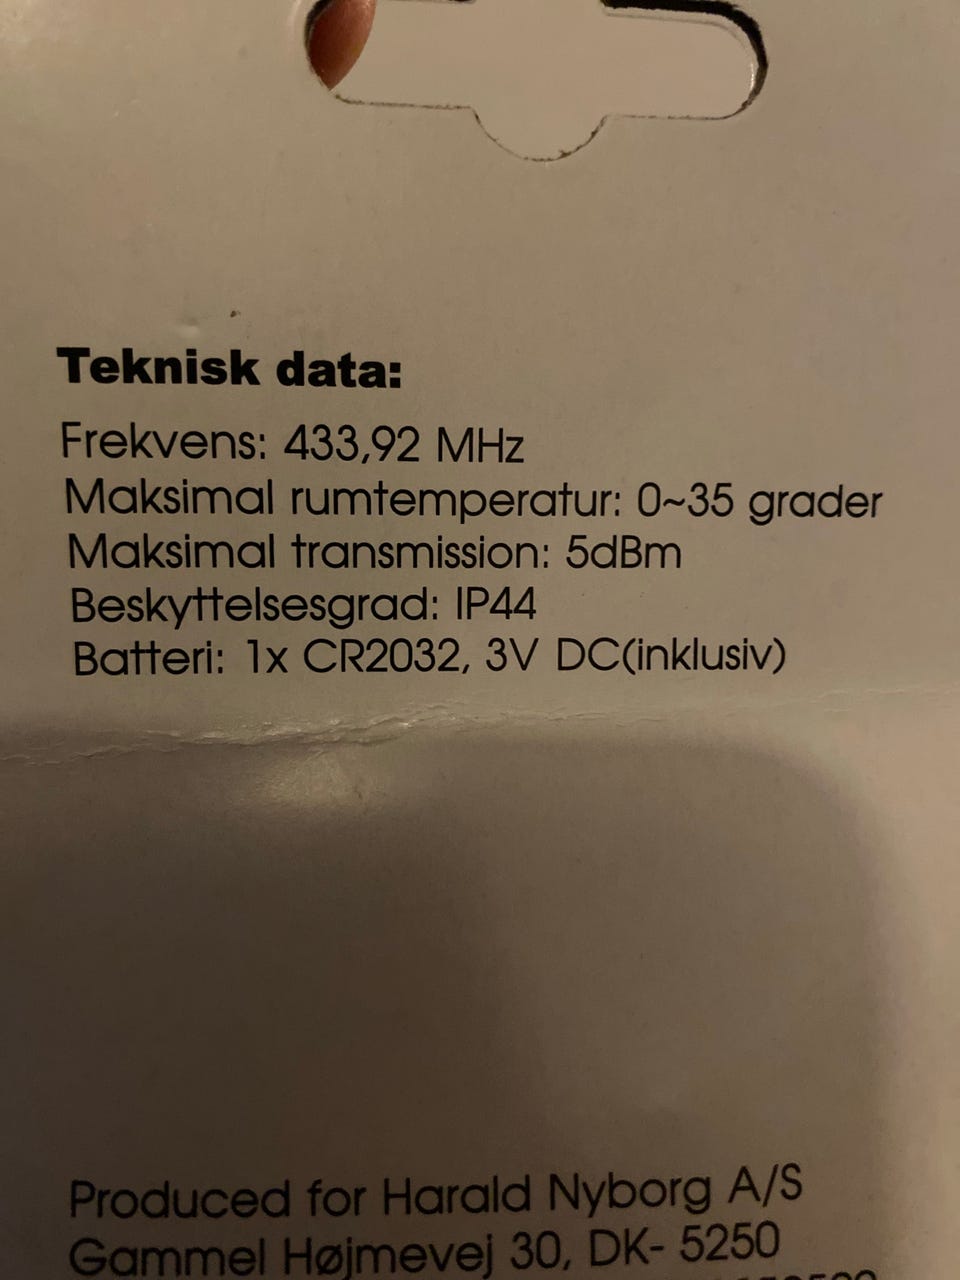 Teknisk data:
Frekvens: 433,92 MHz
Maksimal rumtemperatur: 0~35 grader
Maksimal transmission: 5dBm
Beskyttelsesgrad: IP44
Batteri: 1x CR2032, 3V DC(inklusiv)
Produced for Harald Nyborg A/S
Gammel Højmevej 30, DK- 5250